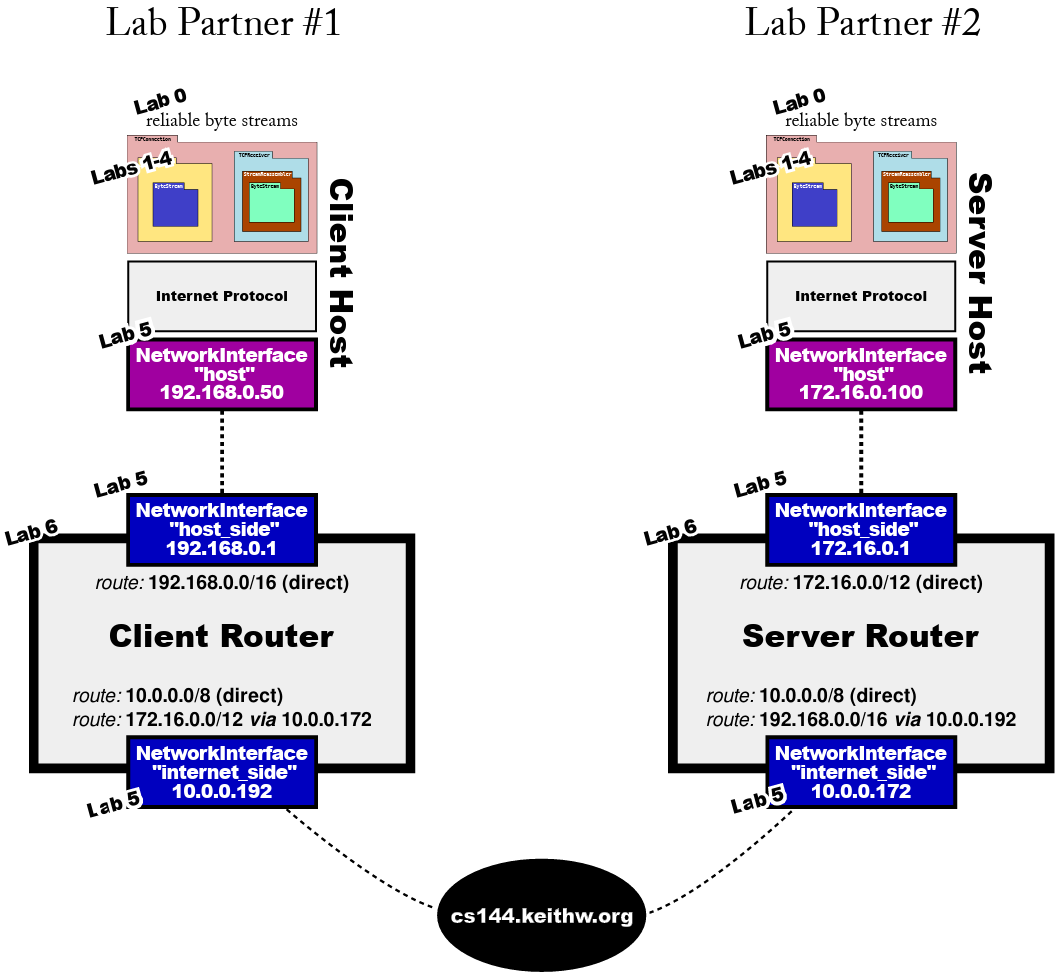 Lab Partner #1
Lab 0
reliable byte streams
TCPConnection
Labs 1-4
ByteStream
TCPReceiver
StreamReassembler
ByteStream
Client Host
Internet Protocol
Lab 5
NetworkInterface
"host"
192.168.0.50
Lab 5
NetworkInterface
"host_side"
192.168.0.1
Lab 6
route: 192.168.0.0/16 (direct)
Client Router
route: 10.0.0.0/8 (direct)
route: 172.16.0.0/12 via 10.0.0.172
NetworkInterface
"internet_side"
10.0.0.192
Lab 5
Lab Partner #2
Lab 0
reliable byte streams
TCPConnection
Labs 1-4
ByteStream
TCPReceiver
StreamReassembler
ByteStream
Server Host
Internet Protocol
Lab 5
NetworkInterface
"host"
172.16.0.100
Lab 5
NetworkInterface
"host_side"
172.16.0.1
Lab 6
route: 172.16.0.0/12 (direct)
Server Router
route: 10.0.0.0/8 (direct)
route: 192.168.0.0/16 via 10.0.0.192
NetworkInterface
"internet_side"
10.0.0.172
Lab 5
cs144.keithw.org